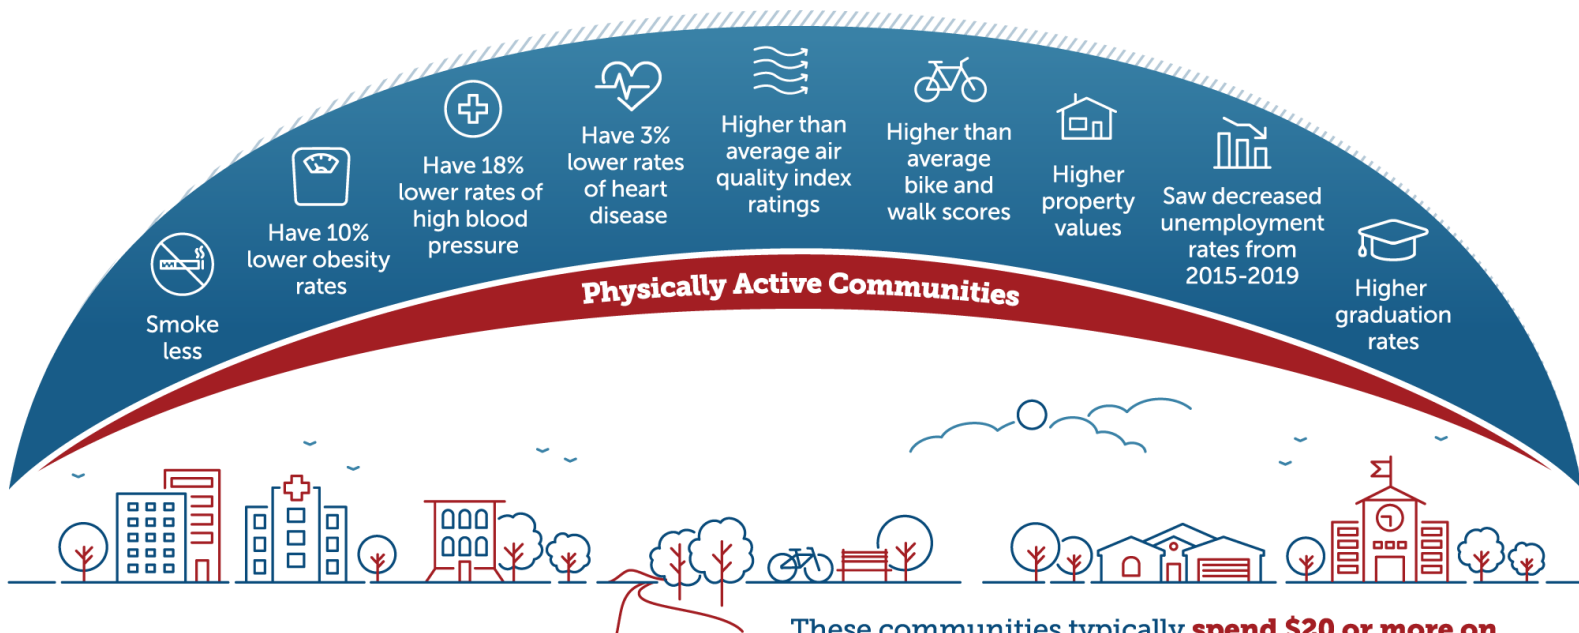 Smoke
less
Have 10%
lower obesity
rates
Have 18%
lower rates of
high blood
pressure
Have 3%
lower rates
of heart
disease
Higher than
average air
quality index
ratings
Higher than
average
bike and
walk scores
Higher
property
values
Saw decreased
unemployment
rates from
2015-2019
Higher
graduation
rates
Physically Active Communities
These communities typically spend $20 or more on